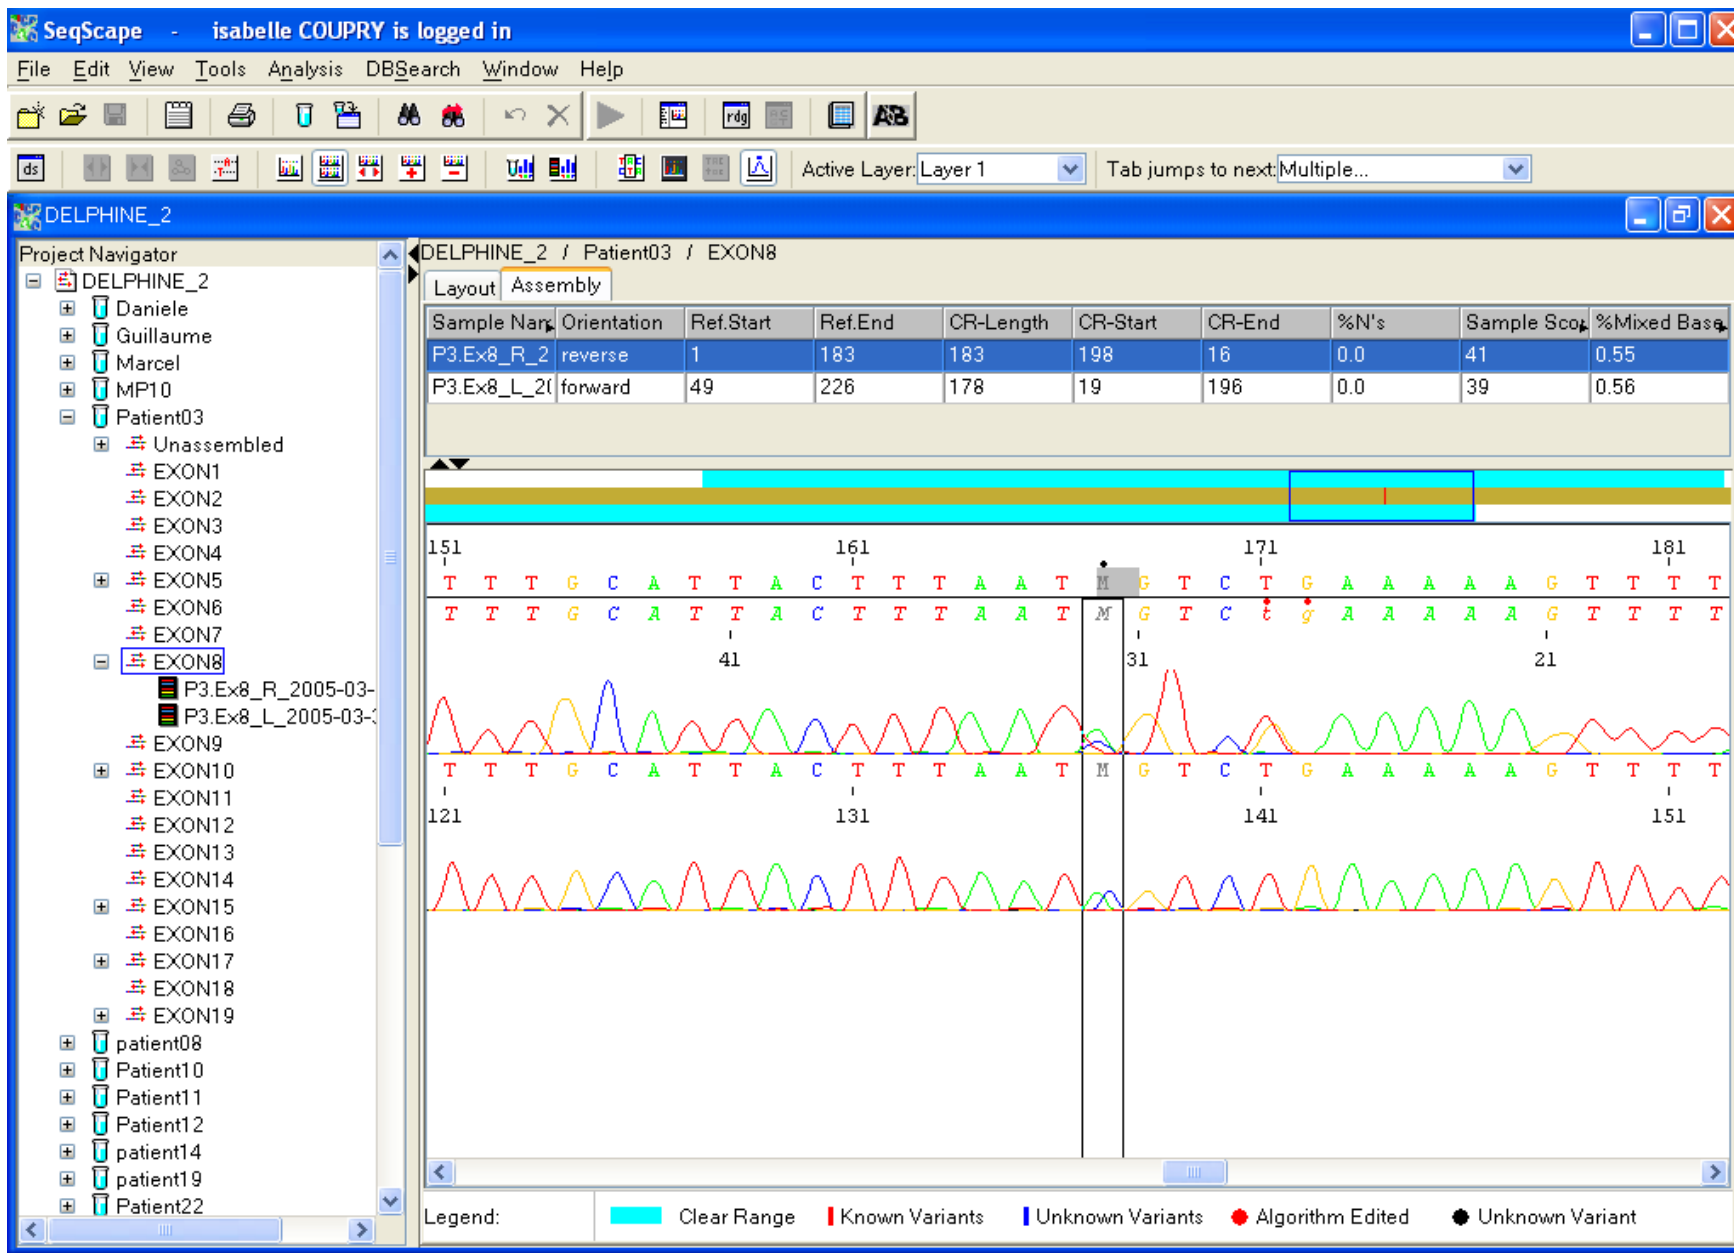 SeqScape - isabelle COUPRY is logged in
File Edit View Tools Analysis DBSearch Window Help
rdg AB
ds Active Layer: Layer 1 Tab jumps to next: Multiple...
DELPHINE_2
Project Navigator
DELPHINE_2
Daniele
Guillaume
Marcel
MP10
Patient03
Unassembled
EXON1
EXON2
EXON3
EXON4
EXON5
EXON6
EXON7
EXON8
P3.Ex8_R_2005-03-
P3.Ex8_L_2005-03-
EXON9
EXON10
EXON11
EXON12
EXON13
EXON14
EXON15
EXON16
EXON17
EXON18
EXON19
patient08
Patient10
Patient11
Patient12
patient14
patient19
Patient22
DELPHINE_2 / Patient03 / EXON8
Layout Assembly
Sample Nam Orientation Ref.Start Ref.End CR-Length CR-Start CR-End %N's Sample Sco %Mixed Base
P3.Ex8_R_2 reverse 1 183 183 198 16 0.0 41 0.55
P3.Ex8_L_2( forward 49 226 178 19 196 0.0 39 0.56
151 161 171 181
T T T G C A T T A C T T T A A T M G T C T G A A A A A G T T T T
T T T G C A T T A C T T T A A T M G T C t g A A A A A G T T T T
41 31 21
T T T G C A T T A C T T T A A T M G T C T G A A A A A G T T T T
121 131 141 151
Legend: Clear Range Known Variants Unknown Variants Algorithm Edited Unknown Variant